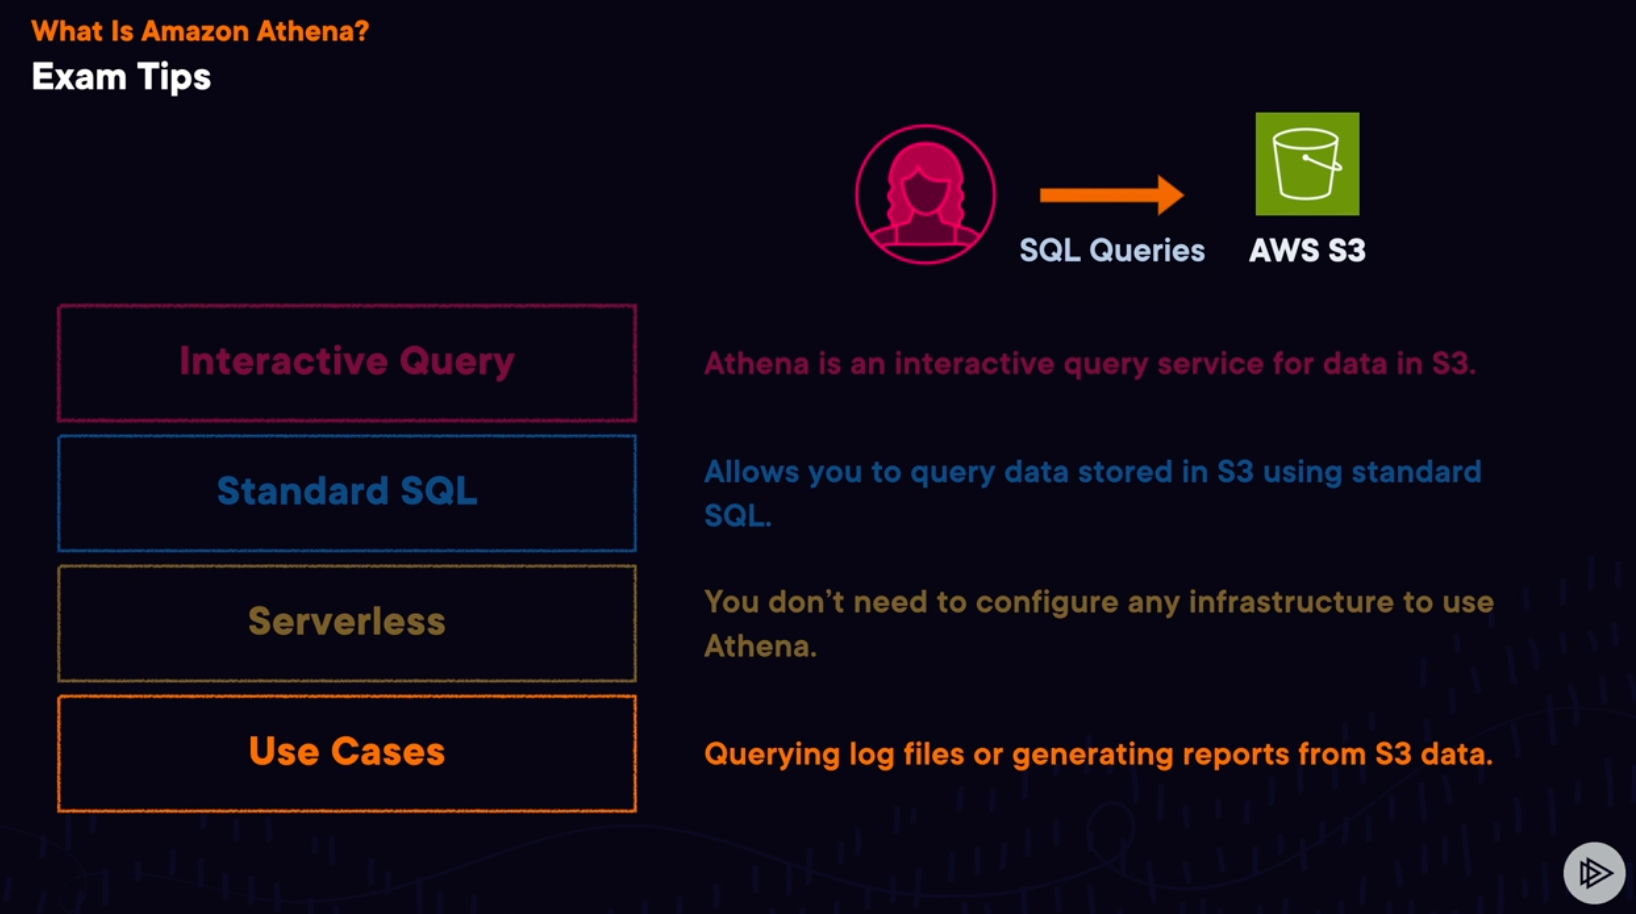 What Is Amazon Athena?
Exam Tips
SQL Queries
AWS S3
Interactive Query
Athena is an interactive query service for data in S3.
Standard SQL
Allows you to query data stored in S3 using standard
SQL.
Serverless
You don’t need to configure any infrastructure to use
Athena.
Use Cases
Querying log files or generating reports from S3 data.